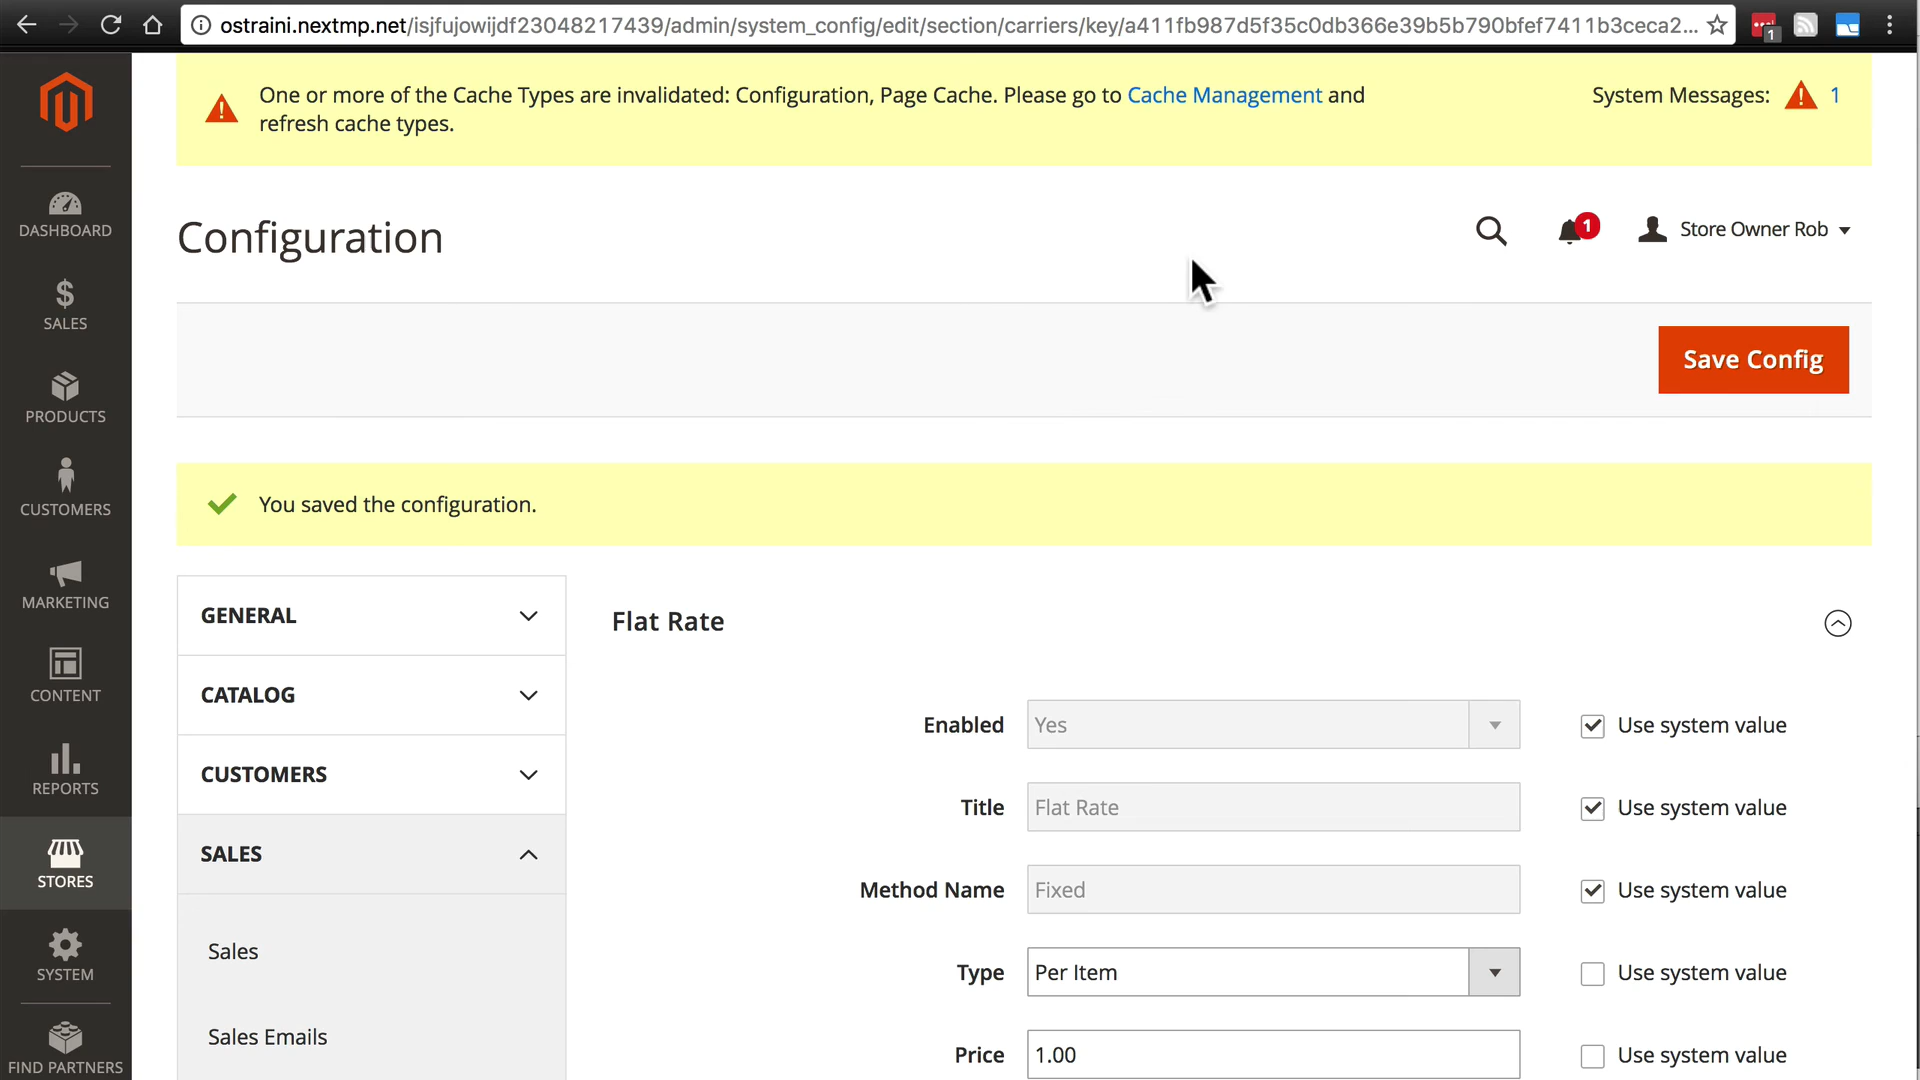 ostraini.nextmp.net/isjfujowijdf23048217439/admin/system_config/edit/section/carriers/key/a411fb987d5f35c0db366e39b5b790bfef7411b3ceca2...
1
One or more of the Cache Types are invalidated: Configuration, Page Cache. Please go to Cache Management and
refresh cache types.
System Messages: 1
Configuration
1
Store Owner Rob
Save Config
You saved the configuration.
DASHBOARD
SALES
PRODUCTS
CUSTOMERS
MARKETING
CONTENT
REPORTS
STORES
SYSTEM
FIND PARTNERS
GENERAL
CATALOG
CUSTOMERS
SALES
Sales
Sales Emails
Flat Rate
Enabled Yes Use system value
Title Flat Rate Use system value
Method Name Fixed Use system value
Type Per Item Use system value
Price 1.00 Use system value